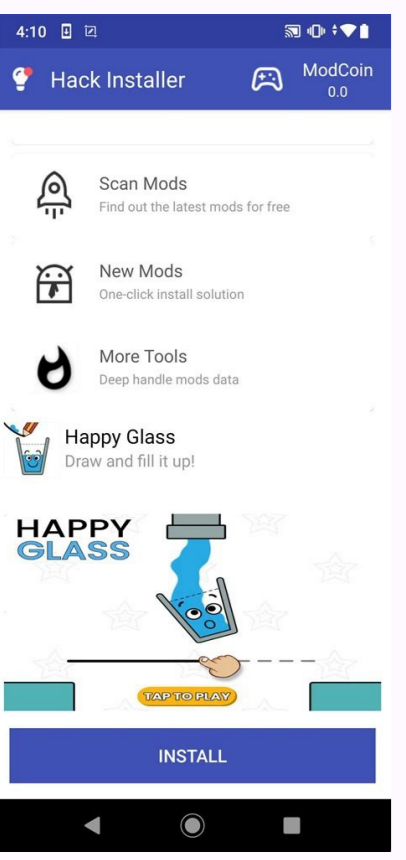 4:10
Hack Installer
ModCoin
0.0
Scan Mods
Find out the latest mods for free
New Mods
One-click install solution
More Tools
Deep handle mods data
Happy Glass
Draw and fill it up!
HAPPY
GLASS
TAP TO PLAY
INSTALL